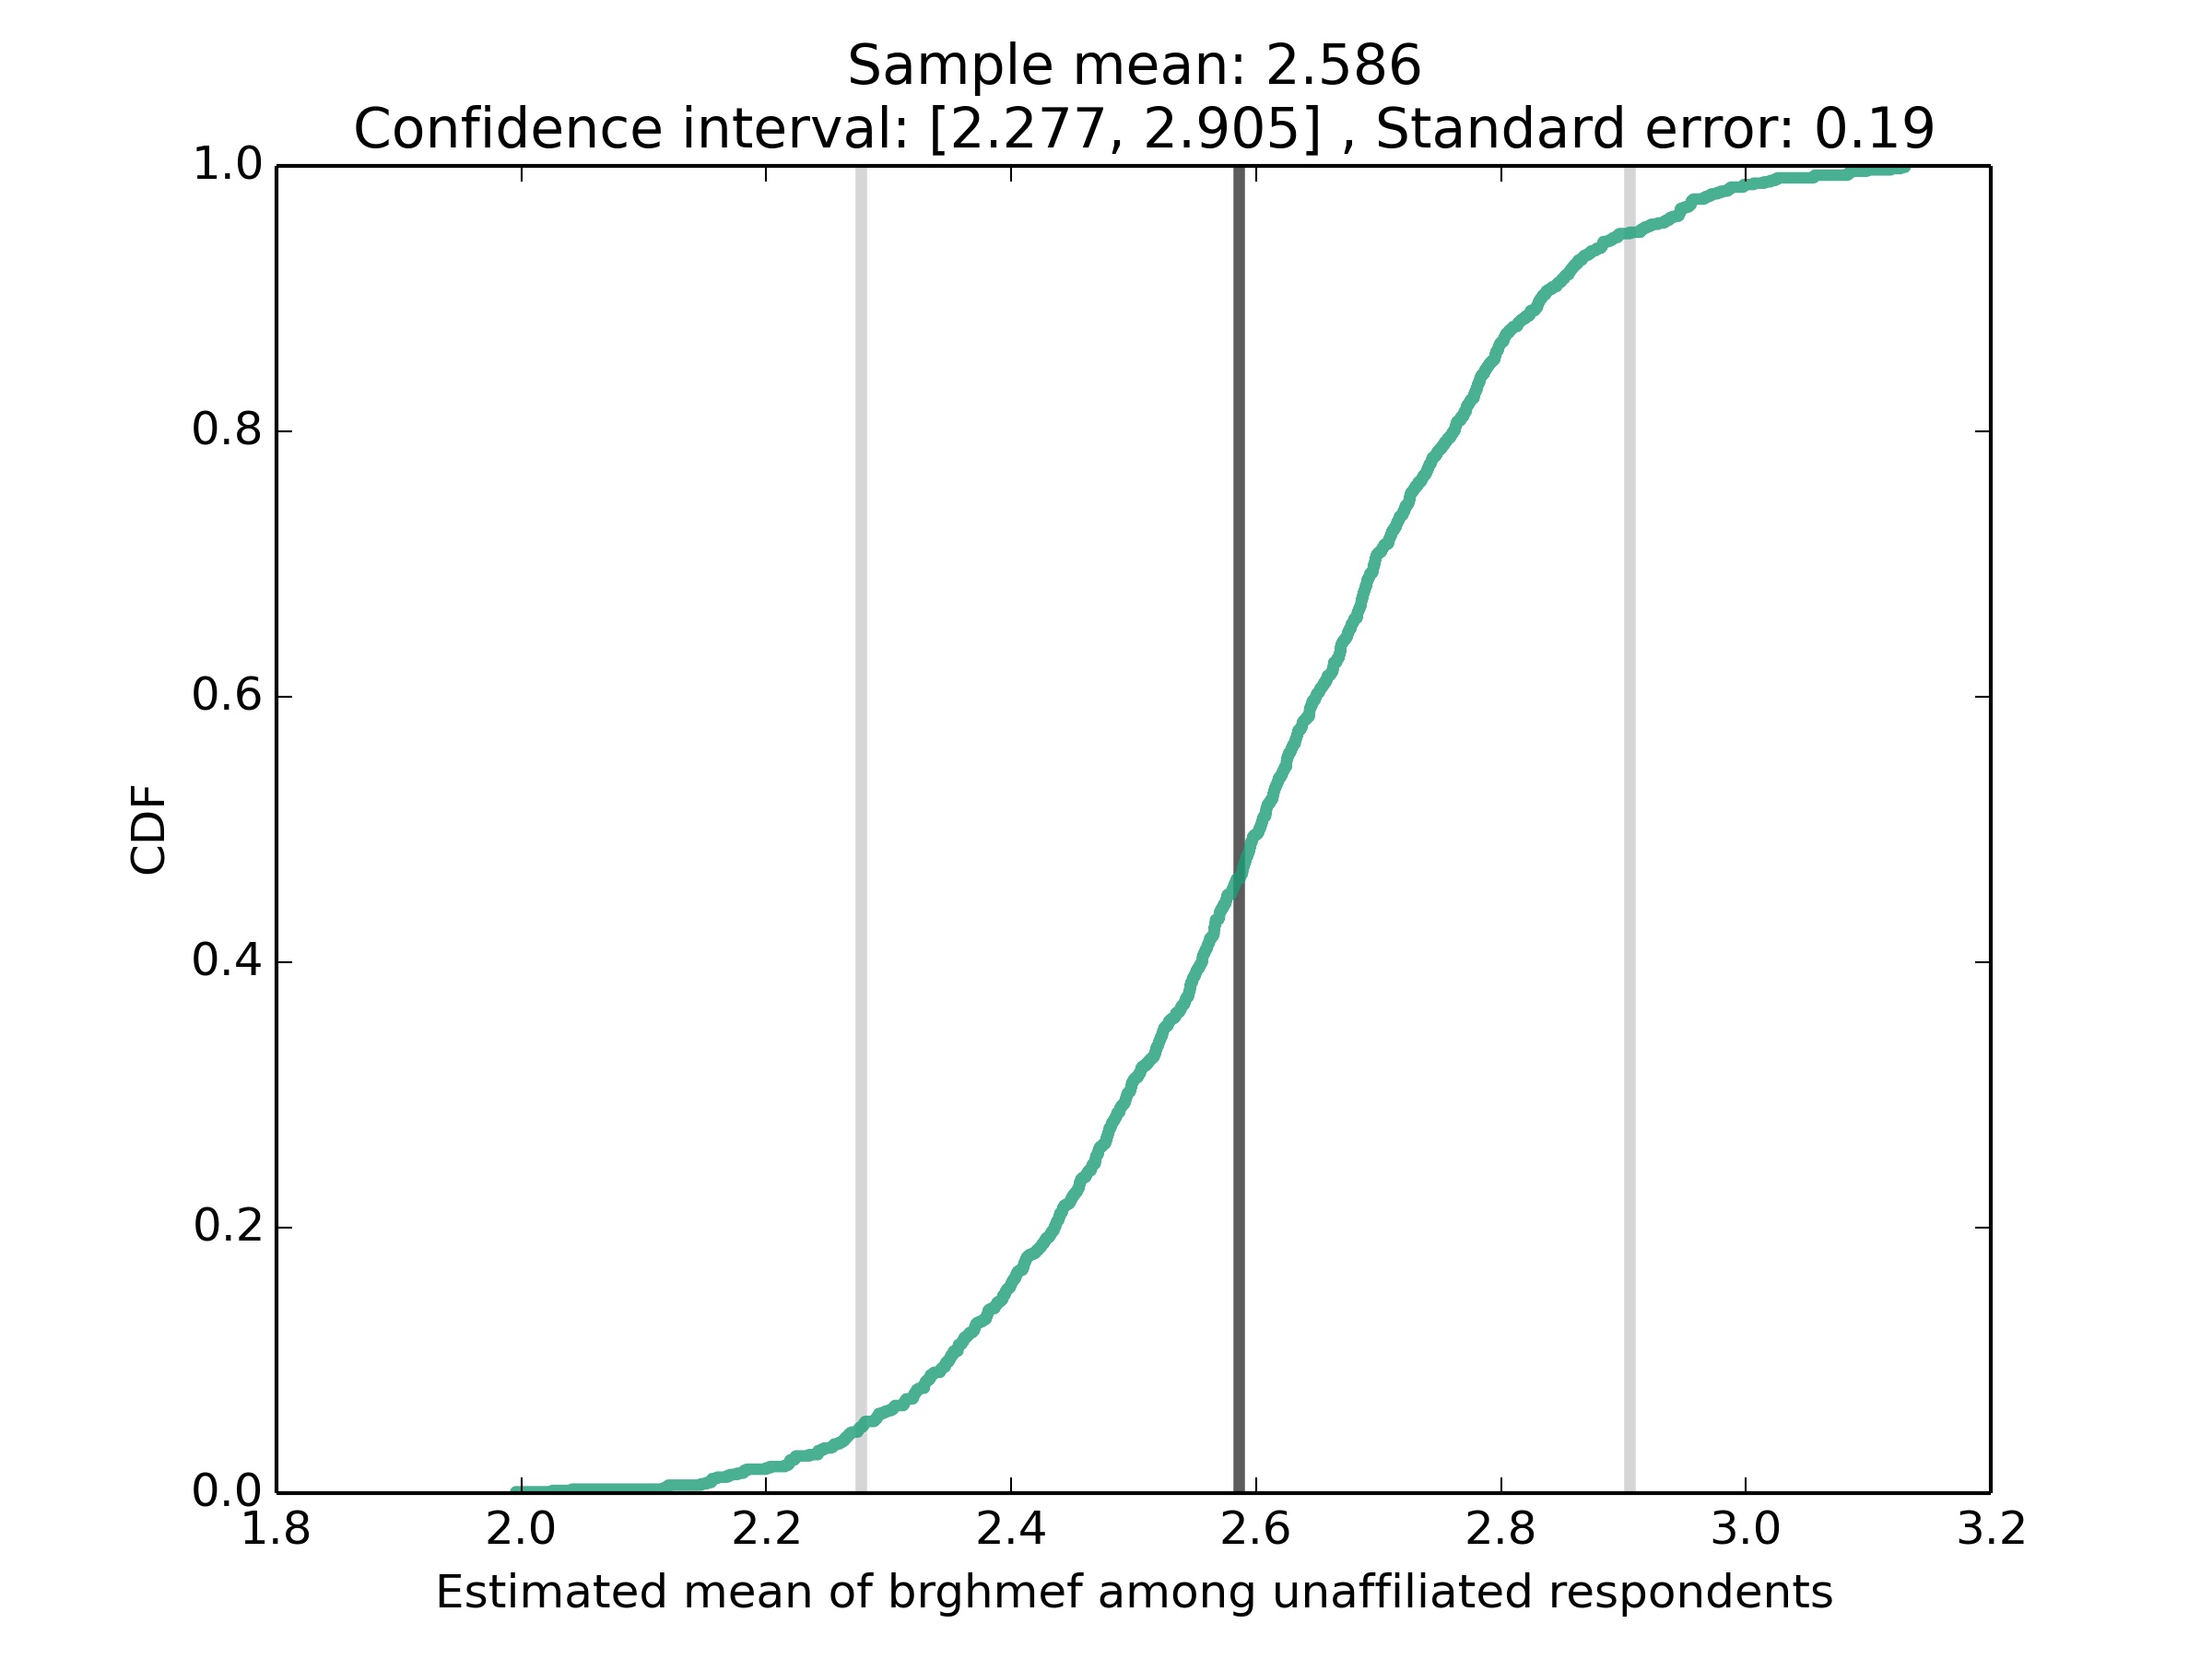 Sample mean: 2.586
Confidence interval: [2.277, 2.905] , Standard error: 0.19
1.0
0.8
0.6
0.4
0.2
0.0
CDF
1.8 2.0 2.2 2.4 2.6 2.8 3.0 3.2
Estimated mean of brghmef among unaffiliated respondents